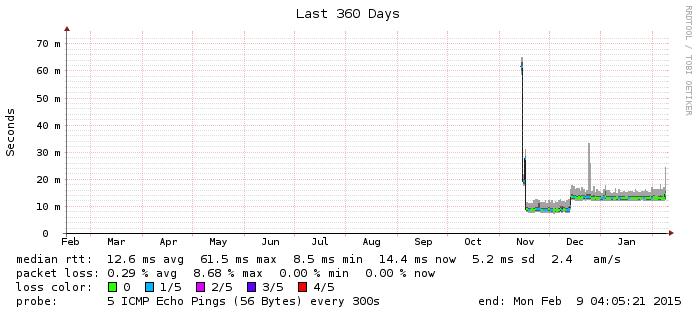 Last 360 Days
RRDTOOL / TOBI OETIKER
Seconds
70 m
60 m
50 m
40 m
30 m
20 m
10 m
0
Feb Mar Apr May Jun Jul Aug Sep Oct Nov Dec Jan
median rtt: 12.6 ms avg 61.5 ms max 8.5 ms min 14.4 ms now 5.2 ms sd 2.4 am/s
packet loss: 0.29 % avg 8.68 % max 0.00 % min 0.00 % now
loss color: 0 1/5 2/5 3/5 4/5
probe: 5 ICMP Echo Pings (56 Bytes) every 300s end: Mon Feb 9 04:05:21 2015